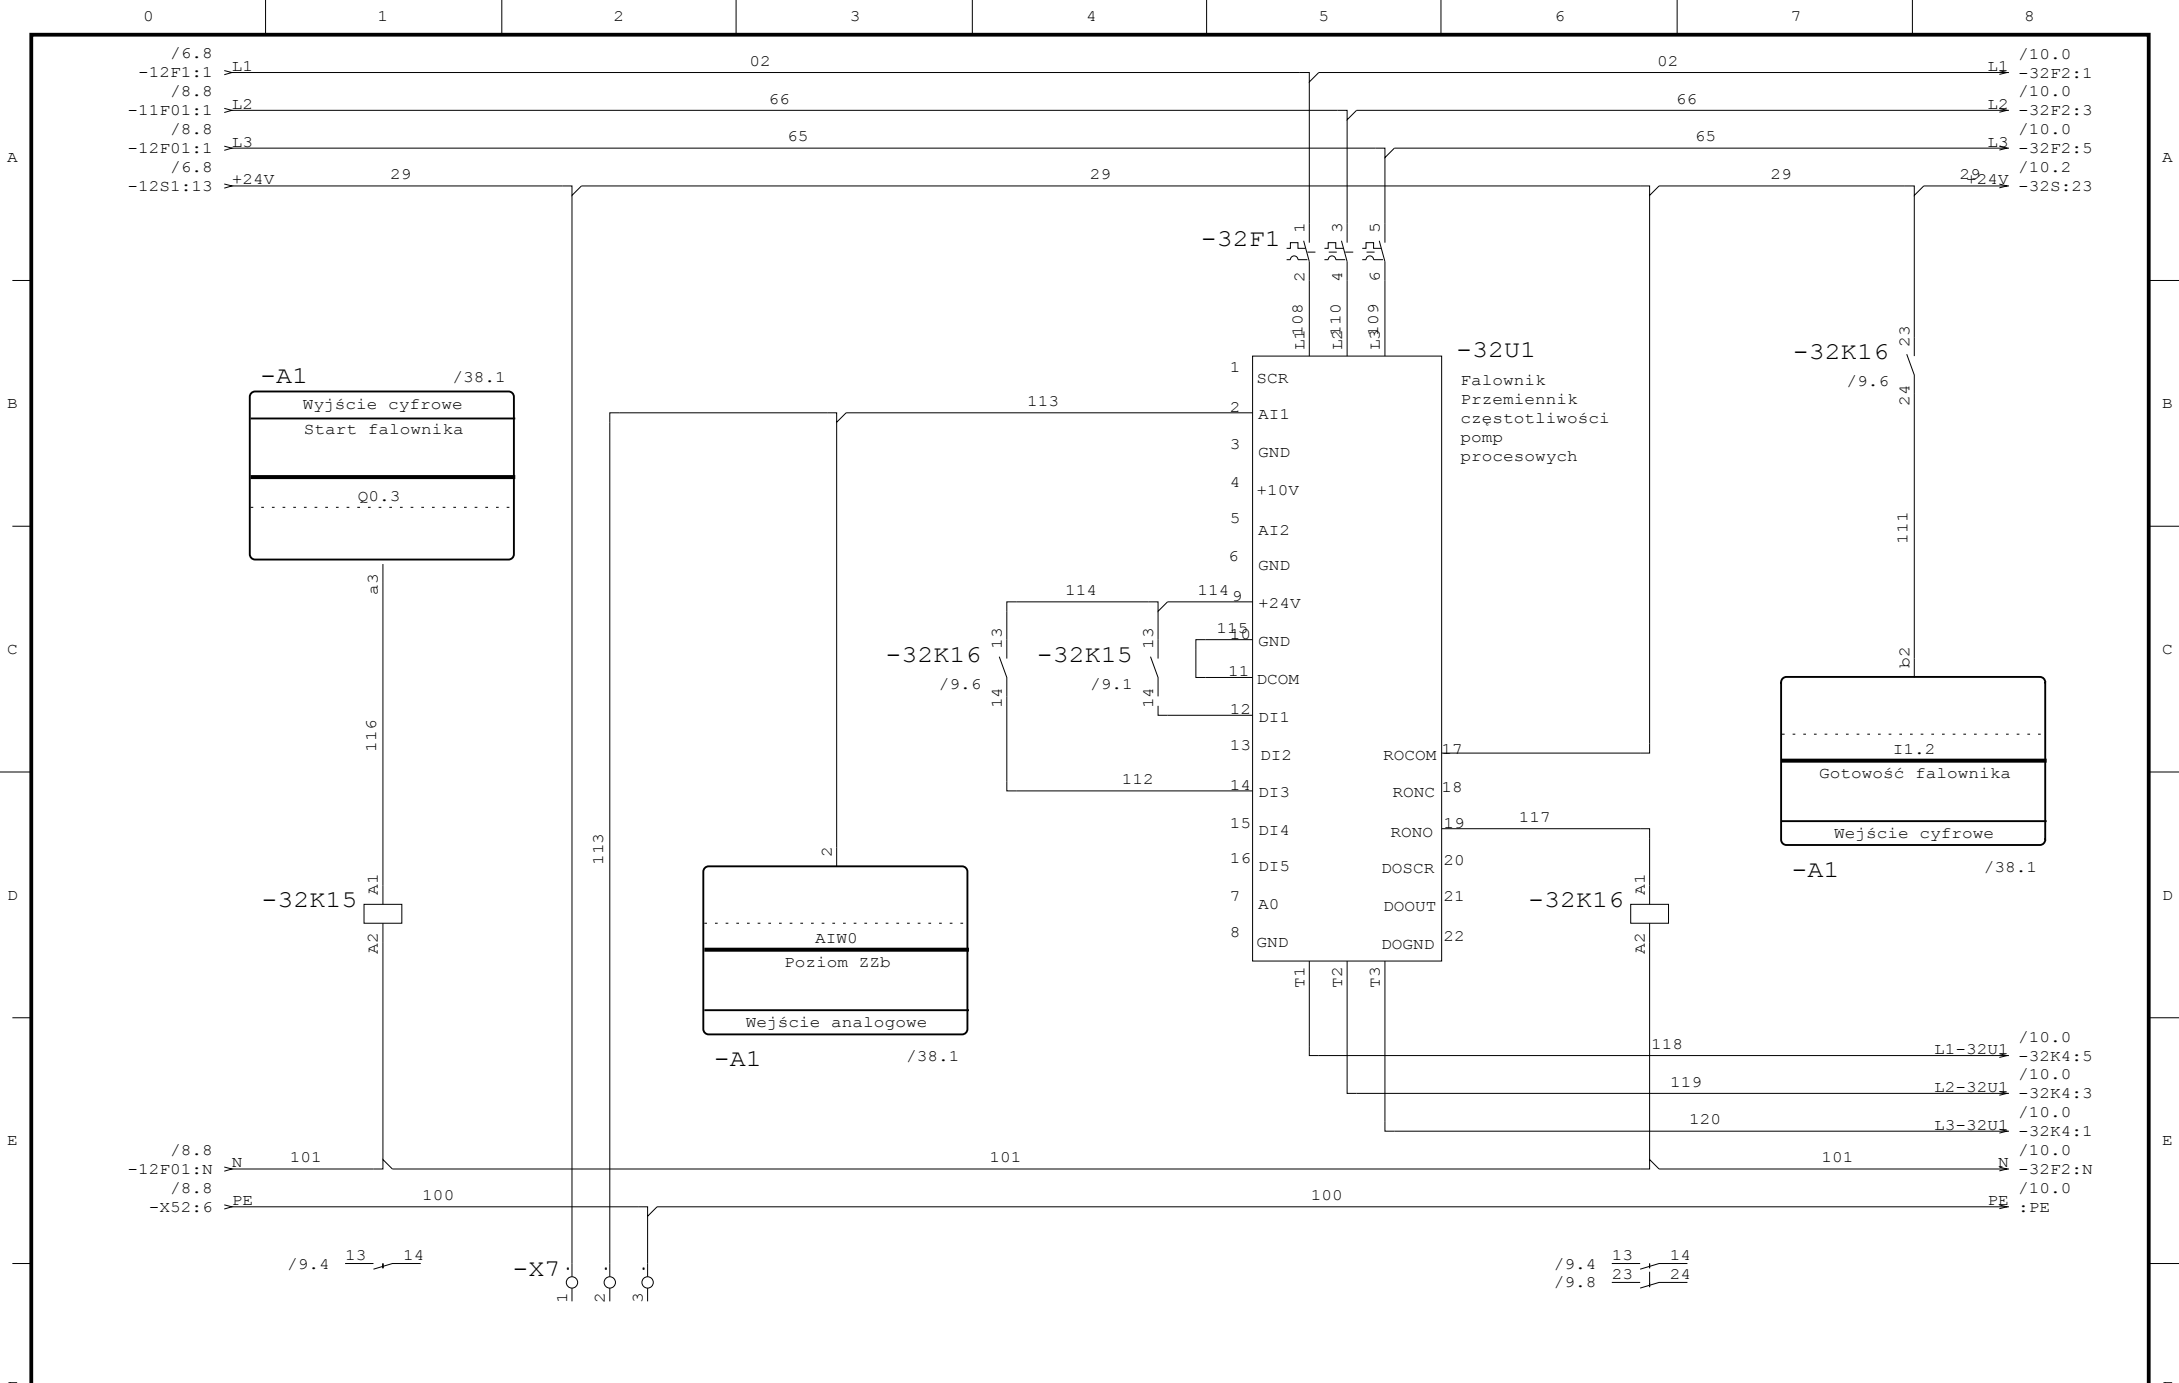 0 1 2 3 4 5 6 7 8
/6.8
-12F1:1 L1 02 02 L1 /10.0
-32F2:1
/8.8
-11F01:1 L2 66 66 L2 /10.0
-32F2:3
/8.8
-12F01:1 L3 65 65 L3 /10.0
-32F2:5
A A
/6.8
-12S1:13 +24V 29 29 29 29 +24V /10.2
-32S:23
-32F1 1 3 5
2 4 6
108 110 109
L1 L2 L3
-32U1
Falownik
Przemiennik
częstotliwości
pomp
procesowych
-32K16 23
/9.6 24
111
b2
-A1 /38.1
Wyjście cyfrowe
Start falownika
Q0.3
a3
116
B B
113
1 SCR
2 AI1
3 GND
4 +10V
5 AI2
6 GND
114 114 9 +24V
115 10 GND
11 DCOM
12 DI1
13 DI2
112 14 DI3
15 DI4
16 DI5
7 A0
8 GND
ROCOM 17
RONC 18
RONO 19 117
DOSCR 20
DOOUT 21
DOGND 22
C C
-32K16 13
/9.6 14
-32K15 13
/9.1 14
I1.2
Gotowość falownika
Wejście cyfrowe
-A1 /38.1
113
2
D D
-32K15 A1
A2
AIW0
Poziom ZZb
Wejście analogowe
-A1 /38.1
-32K16 A1
A2
T1 T2 T3
118 L1-32U1 /10.0
-32K4:5
119 L2-32U1 /10.0
-32K4:3
120 L3-32U1 /10.0
-32K4:1
E E
/8.8
-12F01:N N 101 101 101 N /10.0
-32F2:N
/8.8
-X52:6 PE 100 100 PE /10.0
:PE
/9.4 13 14
-X7 1 2 3
/9.4 13 14
/9.8 23 24